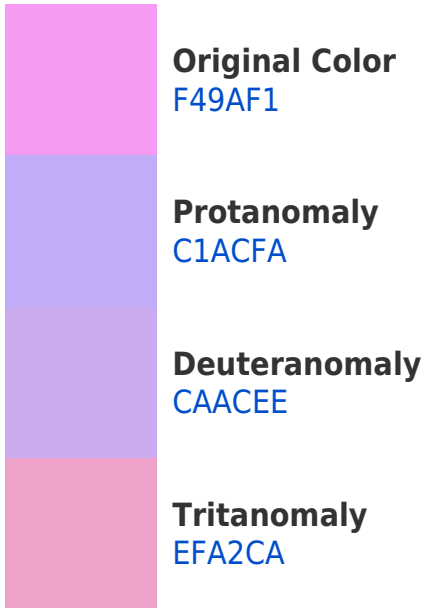 Original Color
F49AF1
Protanomaly
C1ACFA
Deuteranomaly
CAACEE
Tritanomaly
EFA2CA